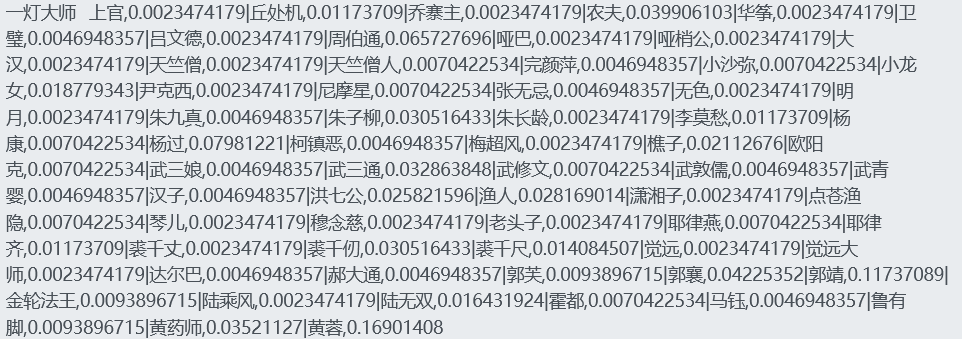 一灯大师   上官,0.0023474179|丘处机,0.01173709|乔寨主,0.0023474179|农夫,0.039906103|华筝,0.0023474179|卫
璧,0.0046948357|吕文德,0.0023474179|周伯通,0.065727696|哑巴,0.0023474179|哑梢公,0.0023474179|大
汉,0.0023474179|天竺僧,0.0023474179|天竺僧人,0.0070422534|完颜萍,0.0046948357|小沙弥,0.0070422534|小龙
女,0.018779343|尹克西,0.0023474179|尼摩星,0.0070422534|张无忌,0.0046948357|无色,0.0023474179|明
月,0.0023474179|朱九真,0.0046948357|朱子柳,0.030516433|朱长龄,0.0023474179|李莫愁,0.01173709|杨
康,0.0070422534|杨过,0.07981221|柯镇恶,0.0046948357|梅超风,0.0023474179|樵子,0.02112676|欧阳
克,0.0070422534|武三娘,0.0046948357|武三通,0.032863848|武修文,0.0070422534|武敦儒,0.0046948357|武青
婴,0.0046948357|汉子,0.0046948357|洪七公,0.025821596|渔人,0.028169014|潇湘子,0.0023474179|点苍渔
隐,0.0070422534|琴儿,0.0023474179|穆念慈,0.0023474179|老头子,0.0023474179|耶律燕,0.0070422534|耶律
齐,0.01173709|裘千丈,0.0023474179|裘千仞,0.030516433|裘千尺,0.014084507|觉远,0.0023474179|觉远大
师,0.0023474179|达尔巴,0.0046948357|郝大通,0.0046948357|郭芙,0.0093896715|郭襄,0.04225352|郭靖,0.11737089|
金轮法王,0.0093896715|陆乘风,0.0023474179|陆无双,0.016431924|霍都,0.0070422534|马钰,0.0046948357|鲁有
脚,0.0093896715|黄药师,0.03521127|黄蓉,0.16901408